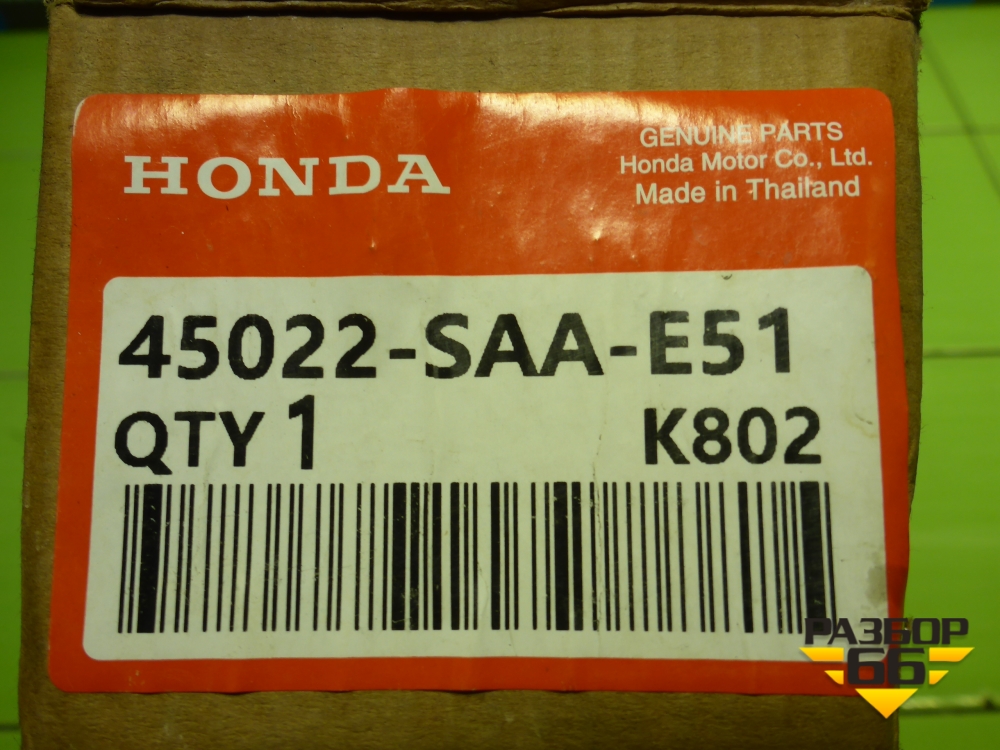 HONDA
GENUINE PARTS
Honda Motor Co., Ltd.
Made in Thailand
45022-SAA-E51
QTY 1 K802
РАЗБОР
66